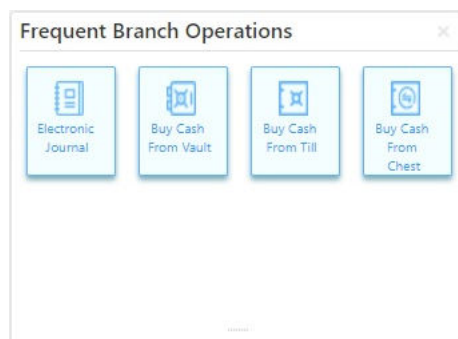 Frequent Branch Operations
Electronic
Journal
Buy Cash
From Vault
Buy Cash
From Till
Buy Cash
From
Chest